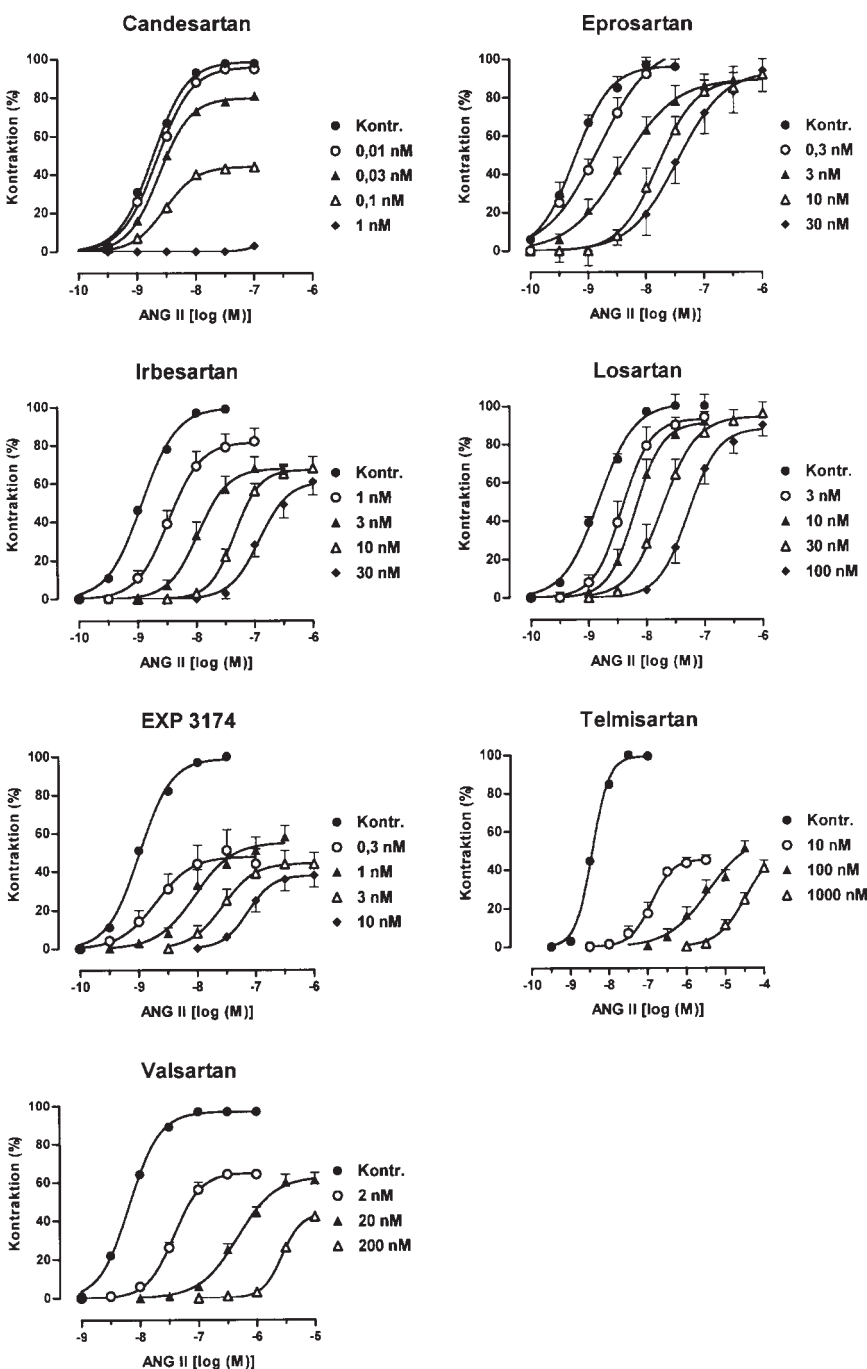 Candesartan
Kontraktion (%)
100
80
60
40
20
0
-10 -9 -8 -7 -6
ANG II [log (M)]
Kontr.
0,01 nM
0,03 nM
0,1 nM
1 nM
Eprosartan
Kontraktion (%)
100
80
60
40
20
0
-10 -9 -8 -7 -6
ANG II [log (M)]
Kontr.
0,3 nM
3 nM
10 nM
30 nM
Irbesartan
Kontraktion (%)
100
80
60
40
20
0
-10 -9 -8 -7 -6
ANG II [log (M)]
Kontr.
1 nM
3 nM
10 nM
30 nM
Losartan
Kontraktion (%)
100
80
60
40
20
0
-10 -9 -8 -7 -6
ANG II [log (M)]
Kontr.
3 nM
10 nM
30 nM
100 nM
EXP 3174
Kontraktion (%)
100
80
60
40
20
0
-10 -9 -8 -7 -6
ANG II [log (M)]
Kontr.
0,3 nM
1 nM
3 nM
10 nM
Telmisartan
Kontraktion (%)
100
80
60
40
20
0
-10 -9 -8 -7 -6 -5 -4
ANG II [log (M)]
Kontr.
10 nM
100 nM
1000 nM
Valsartan
Kontraktion (%)
100
80
60
40
20
0
-9 -8 -7 -6 -5
ANG II [log (M)]
Kontr.
2 nM
20 nM
200 nM